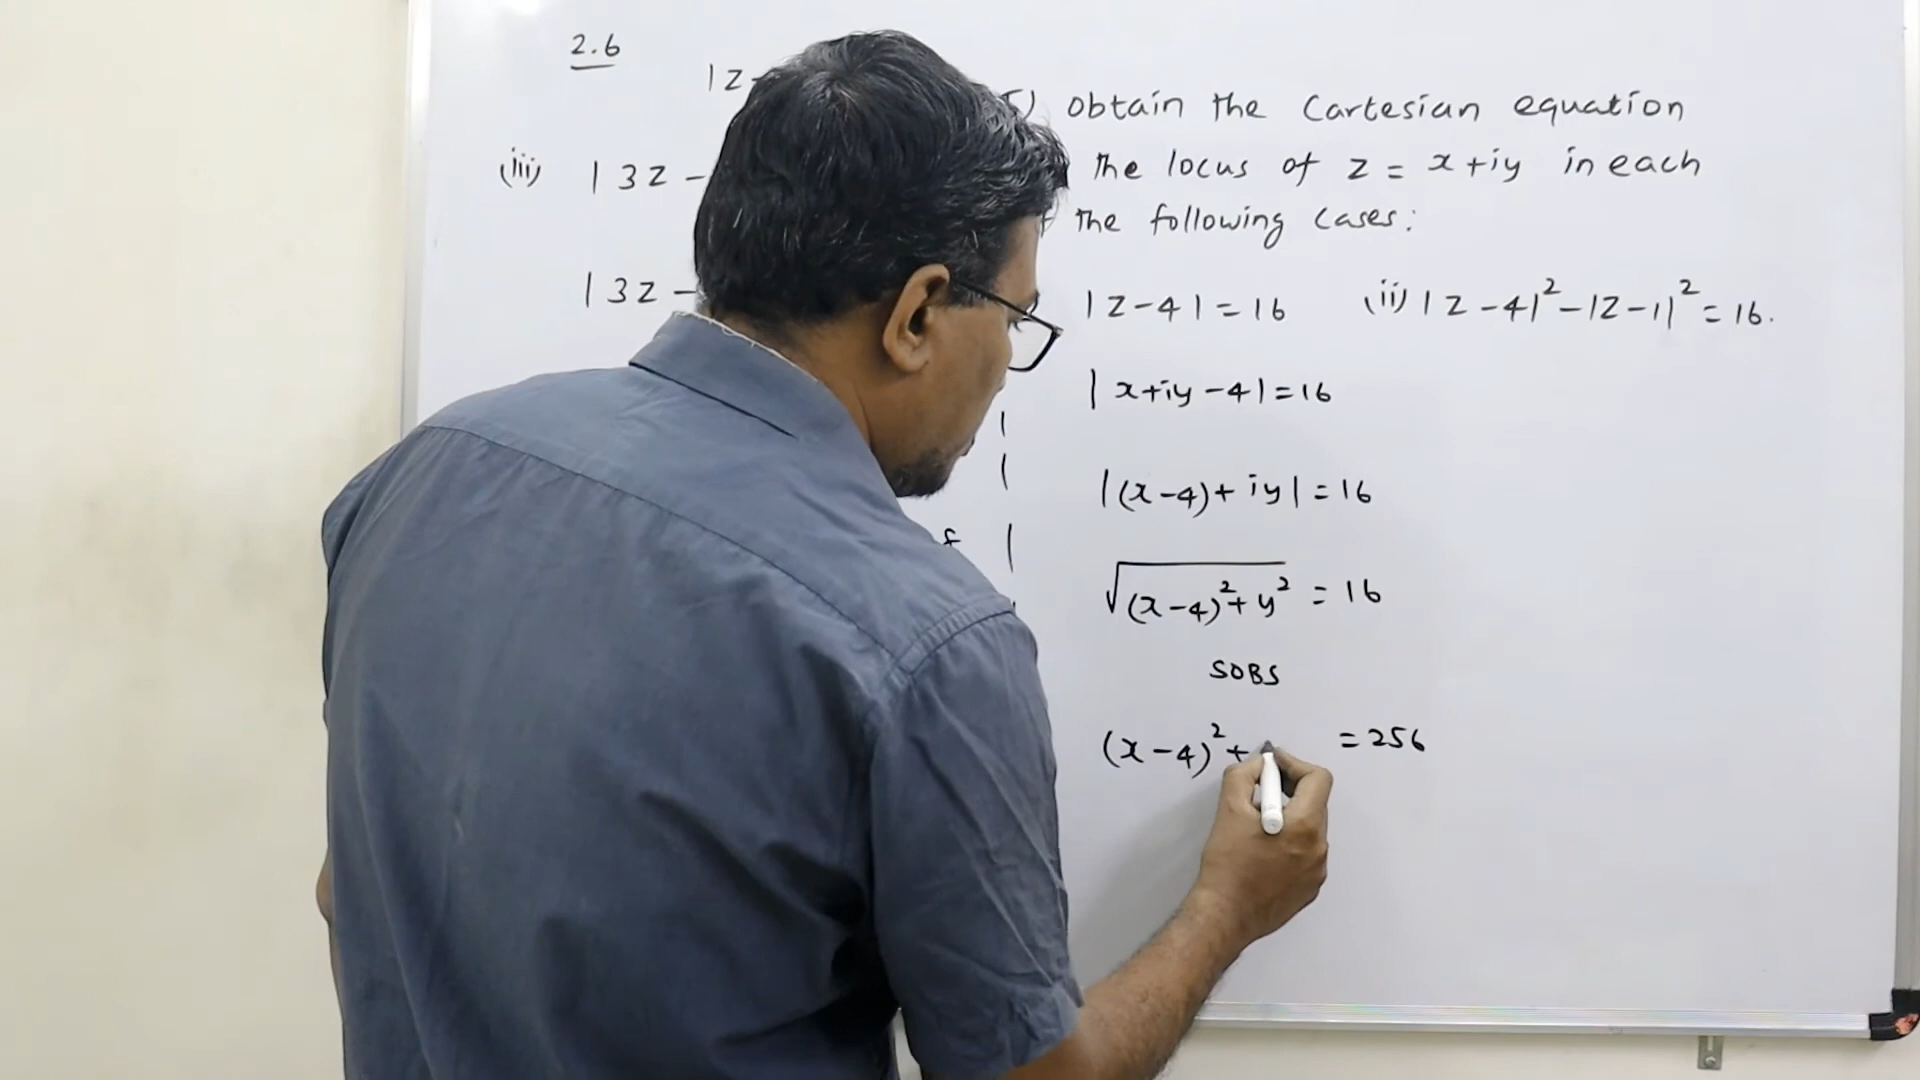 2.6
|z
(iii) |3z -
|3z -
obtain the Cartesian equation
the locus of z = x+iy in each
the following cases:
|z-4| = 16 (ii) |z-4|²-|z-1|² = 16.
|x+iy-4| = 16
|(x-4)+iy| = 16
√(x-4)²+y² = 16
SOBS
(x-4)²+ = 256